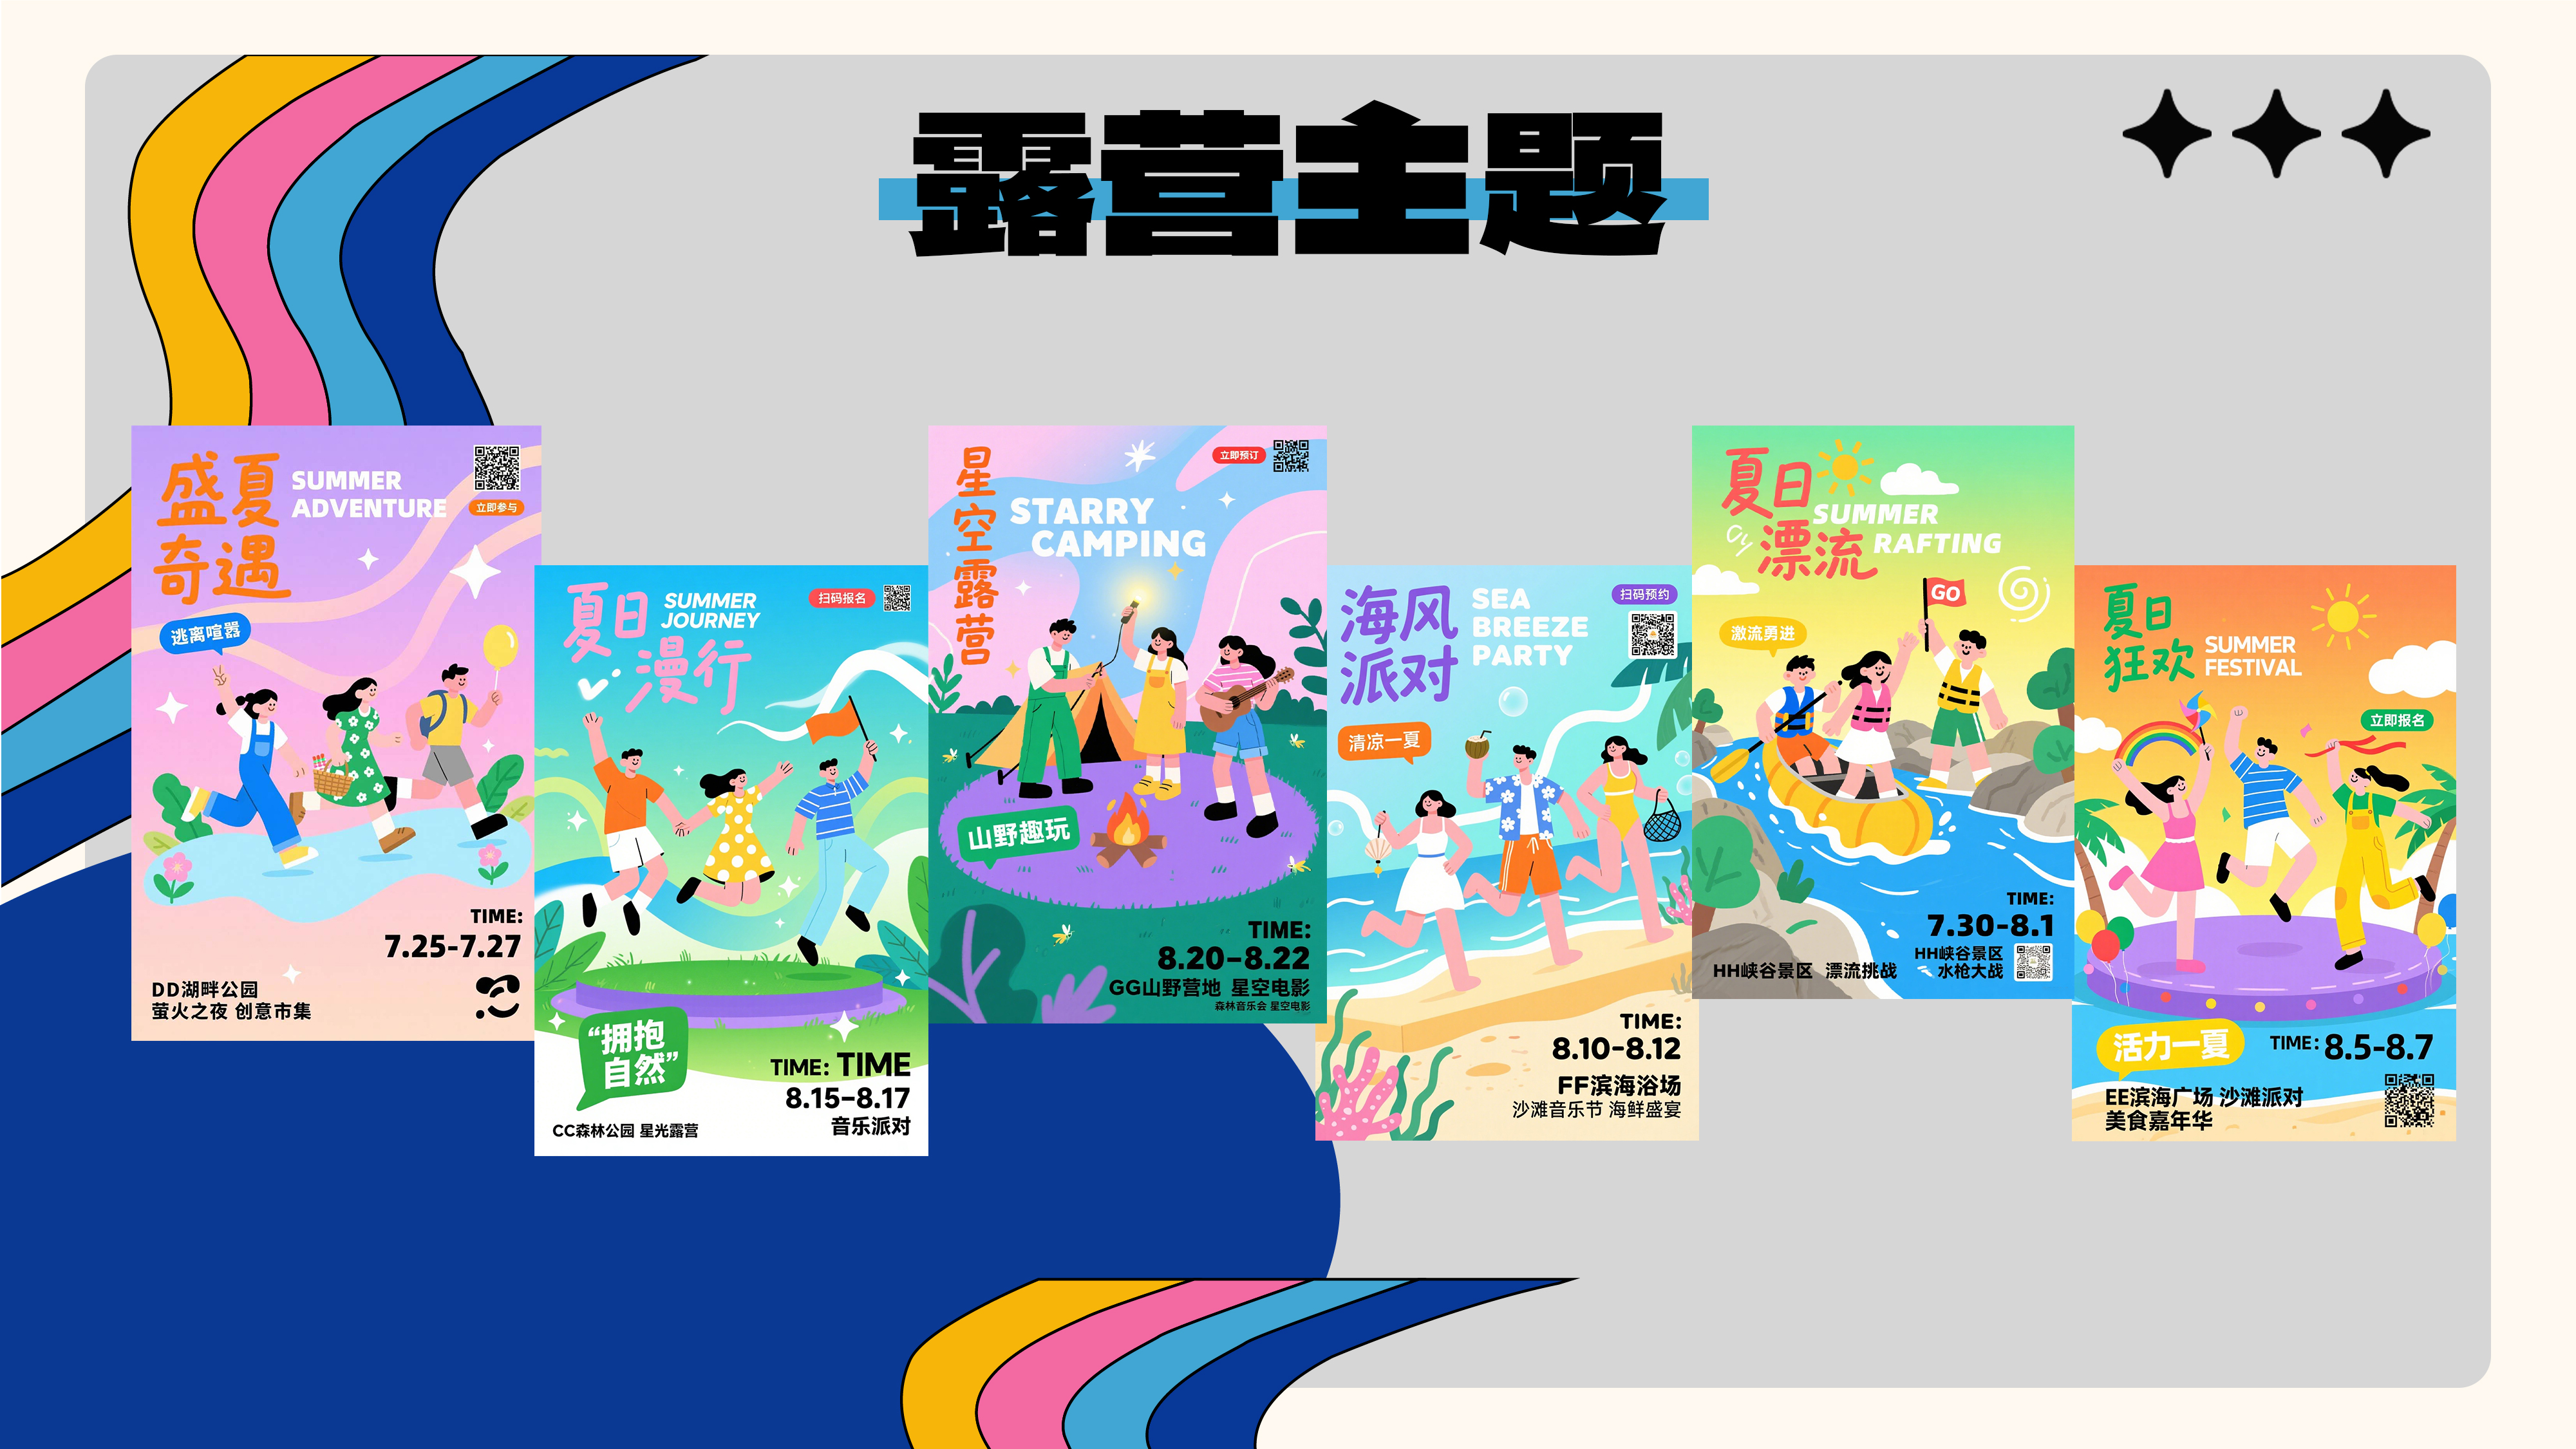 露营主题
盛夏
奇遇
SUMMER
ADVENTURE
立即参与
逃离喧嚣
TIME:
7.25-7.27
DD湖畔公园
萤火之夜 创意市集
夏日
漫行
SUMMER
JOURNEY
扫码报名
“拥抱
自然”
TIME: TIME
8.15-8.17
音乐派对
CC森林公园 星光露营
星空露营
STARRY
CAMPING
立即预订
山野趣玩
TIME:
8.20-8.22
GG山野营地 星空电影
森林音乐会 星空电影
海风
派对
SEA
BREEZE
PARTY
扫码预约
清凉一夏
TIME:
8.10-8.12
FF滨海浴场
沙滩音乐节 海鲜盛宴
夏日
漂流
SUMMER
RAFTING
GO
激流勇进
TIME:
7.30-8.1
HH峡谷景区
水枪大战
HH峡谷景区 漂流挑战
夏日
狂欢
SUMMER
FESTIVAL
立即报名
活力一夏
TIME: 8.5-8.7
EE滨海广场 沙滩派对
美食嘉年华